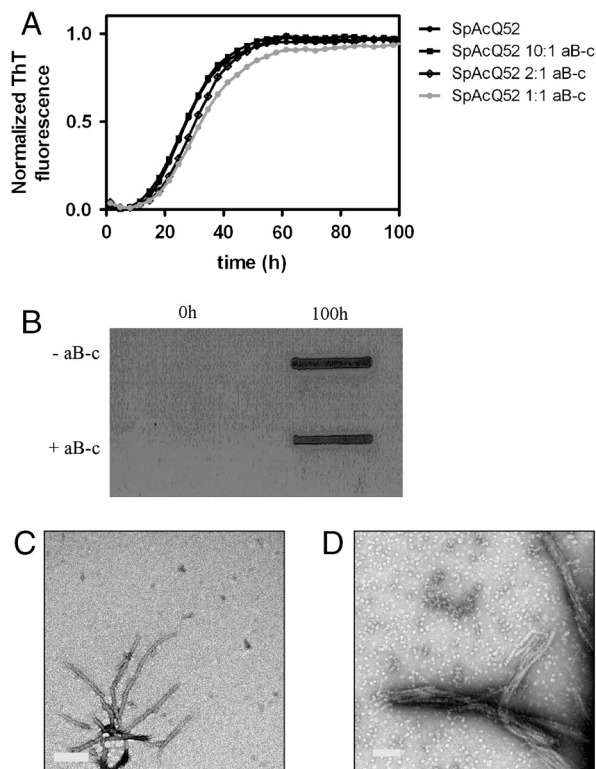 A
Normalized ThT
fluorescence
1.0
0.5
0.0
0 20 40 60 80 100
time (h)
SpAcQ52
SpAcQ52 10:1 aB-c
SpAcQ52 2:1 aB-c
SpAcQ52 1:1 aB-c
B
0h 100h
- aB-c
+ aB-c
C D